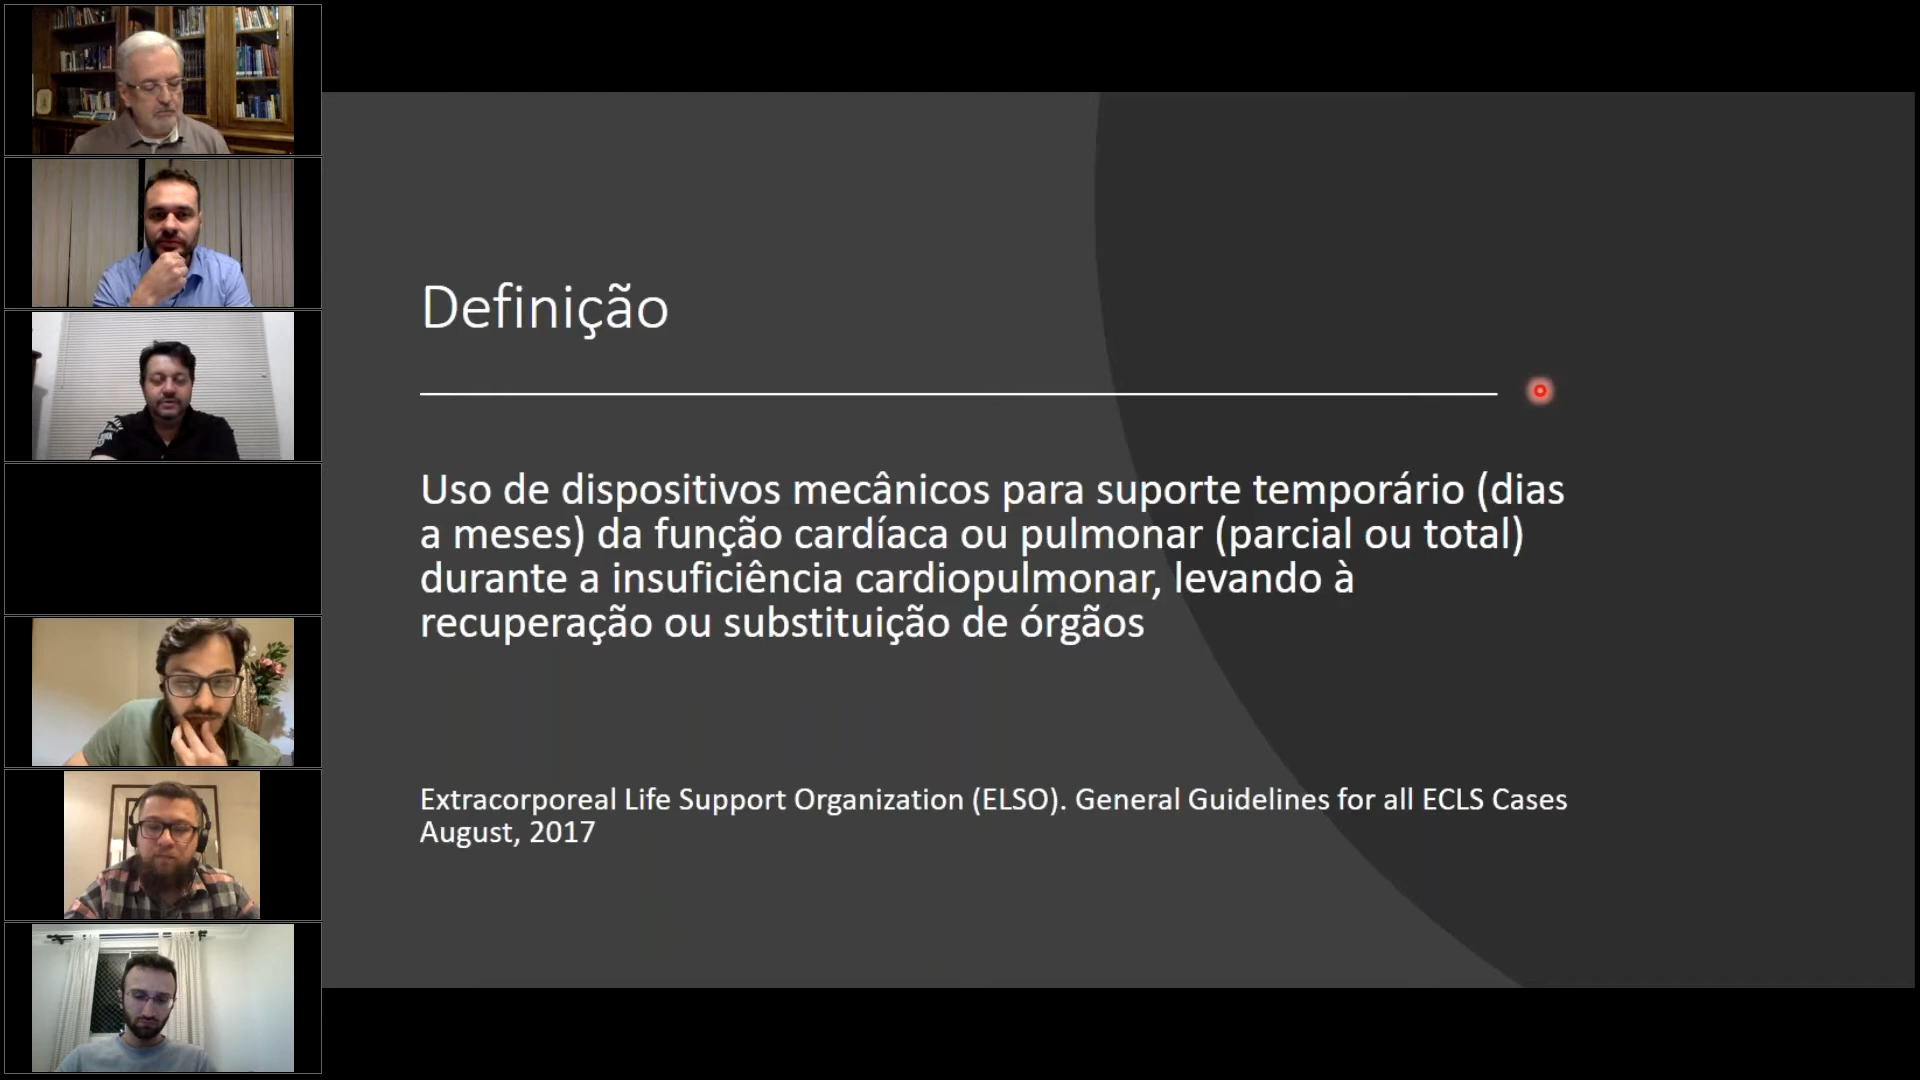 Definição
Uso de dispositivos mecânicos para suporte temporário (dias
a meses) da função cardíaca ou pulmonar (parcial ou total)
durante a insuficiência cardiopulmonar, levando à
recuperação ou substituição de órgãos
Extracorporeal Life Support Organization (ELSO). General Guidelines for all ECLS Cases
August, 2017